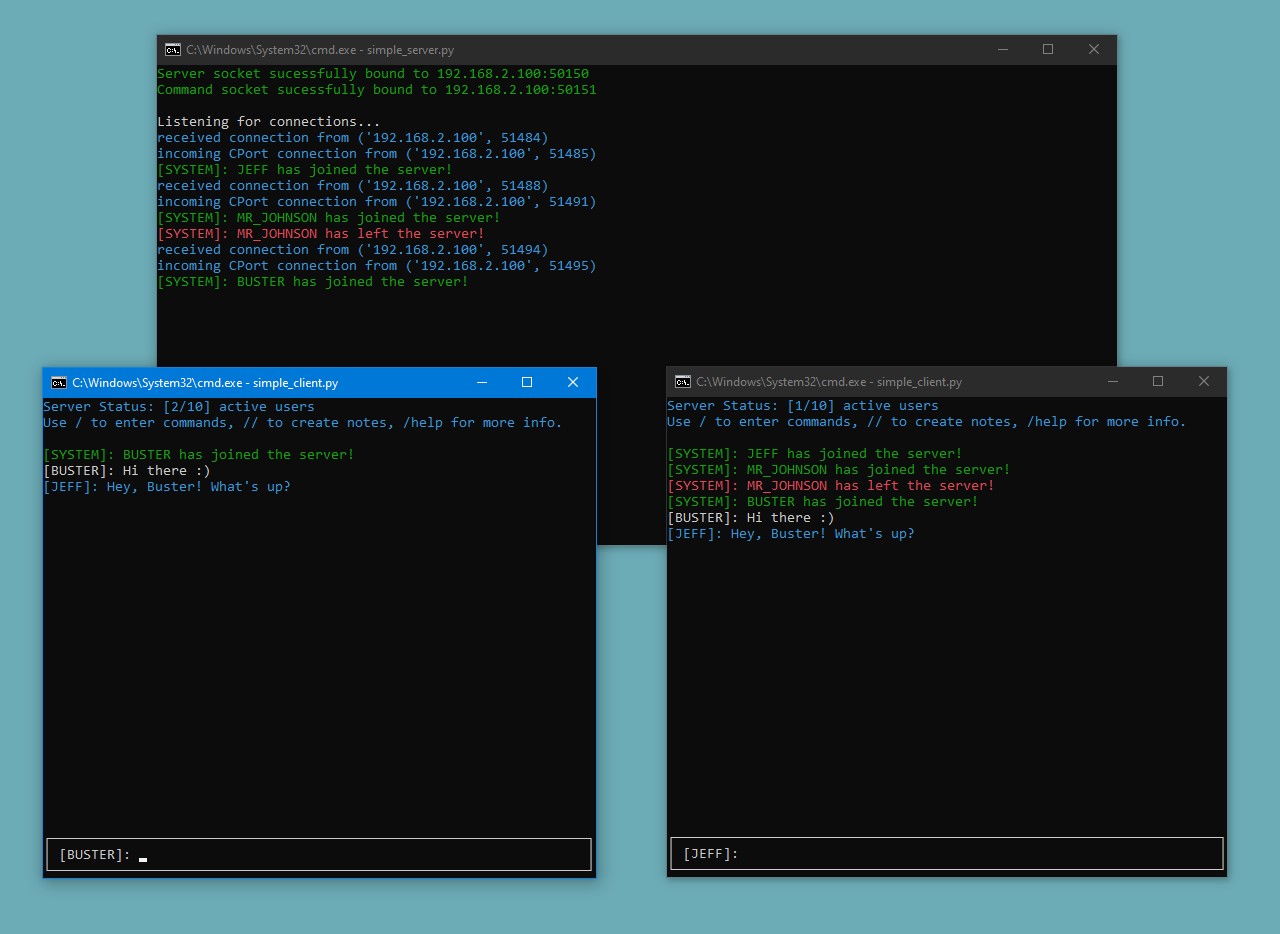 C:\Windows\System32\cmd.exe - simple_server.py
Server socket sucessfully bound to 192.168.2.100:50150
Command socket sucessfully bound to 192.168.2.100:50151
Listening for connections...
received connection from ('192.168.2.100', 51484)
incoming CPort connection from ('192.168.2.100', 51485)
[SYSTEM]: JEFF has joined the server!
received connection from ('192.168.2.100', 51488)
incoming CPort connection from ('192.168.2.100', 51491)
[SYSTEM]: MR_JOHNSON has joined the server!
[SYSTEM]: MR_JOHNSON has left the server!
received connection from ('192.168.2.100', 51494)
incoming CPort connection from ('192.168.2.100', 51495)
[SYSTEM]: BUSTER has joined the server!
C:\Windows\System32\cmd.exe - simple_client.py
Server Status: [2/10] active users
Use / to enter commands, // to create notes, /help for more info.
[SYSTEM]: BUSTER has joined the server!
[BUSTER]: Hi there :)
[JEFF]: Hey, Buster! What's up?
[BUSTER]:
C:\Windows\System32\cmd.exe - simple_client.py
Server Status: [1/10] active users
Use / to enter commands, // to create notes, /help for more info.
[SYSTEM]: JEFF has joined the server!
[SYSTEM]: MR_JOHNSON has joined the server!
[SYSTEM]: MR_JOHNSON has left the server!
[SYSTEM]: BUSTER has joined the server!
[BUSTER]: Hi there :)
[JEFF]: Hey, Buster! What's up?
[JEFF]: